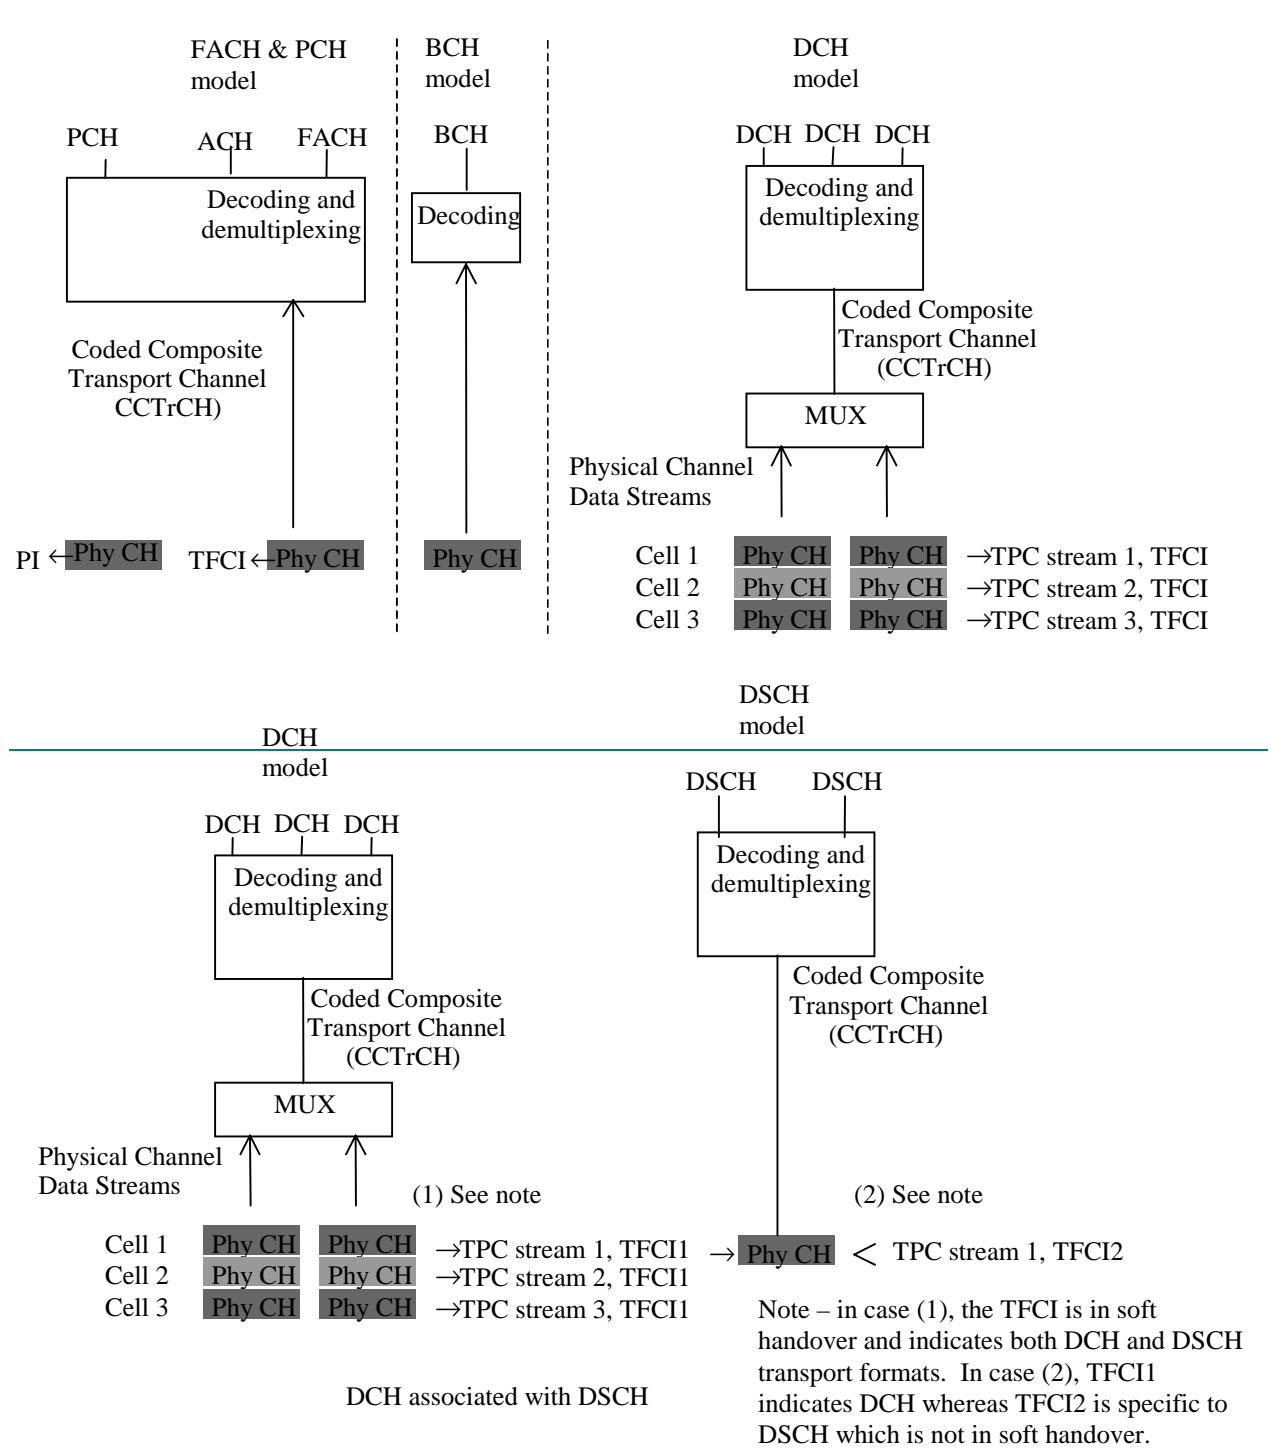 FACH & PCH
model
BCH
model
DCH
model
PCH
ACH
FACH
BCH
DCH DCH DCH
Decoding and
demultiplexing
Decoding
Decoding and
demultiplexing
Coded Composite
Transport Channel
CCTrCH)
Coded Composite
Transport Channel
(CCTrCH)
MUX
Physical Channel
Data Streams
PI ← Phy CH
TFCI ← Phy CH
Phy CH
Cell 1 Phy CH Phy CH → TPC stream 1, TFCI
Cell 2 Phy CH Phy CH → TPC stream 2, TFCI
Cell 3 Phy CH Phy CH → TPC stream 3, TFCI
DSCH
model
DCH
model
DSCH DSCH
DCH DCH DCH
Decoding and
demultiplexing
Decoding and
demultiplexing
Coded Composite
Transport Channel
(CCTrCH)
Coded Composite
Transport Channel
(CCTrCH)
MUX
Physical Channel
Data Streams
(1) See note
(2) See note
Cell 1 Phy CH Phy CH → TPC stream 1, TFCI1 → Phy CH < TPC stream 1, TFCI2
Cell 2 Phy CH Phy CH → TPC stream 2, TFCI1
Cell 3 Phy CH Phy CH → TPC stream 3, TFCI1
Note – in case (1), the TFCI is in soft
handover and indicates both DCH and DSCH
transport formats. In case (2), TFCI1
indicates DCH whereas TFCI2 is specific to
DSCH which is not in soft handover.
DCH associated with DSCH